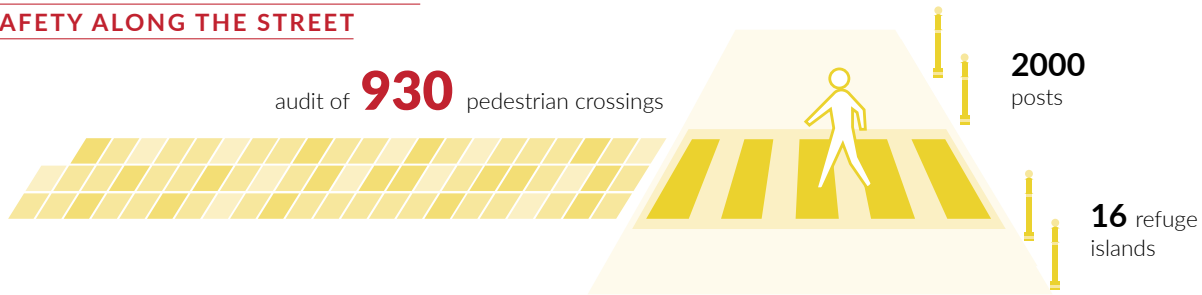 AFETY ALONG THE STREET
audit of 930 pedestrian crossings
2000
posts
16 refuge
islands